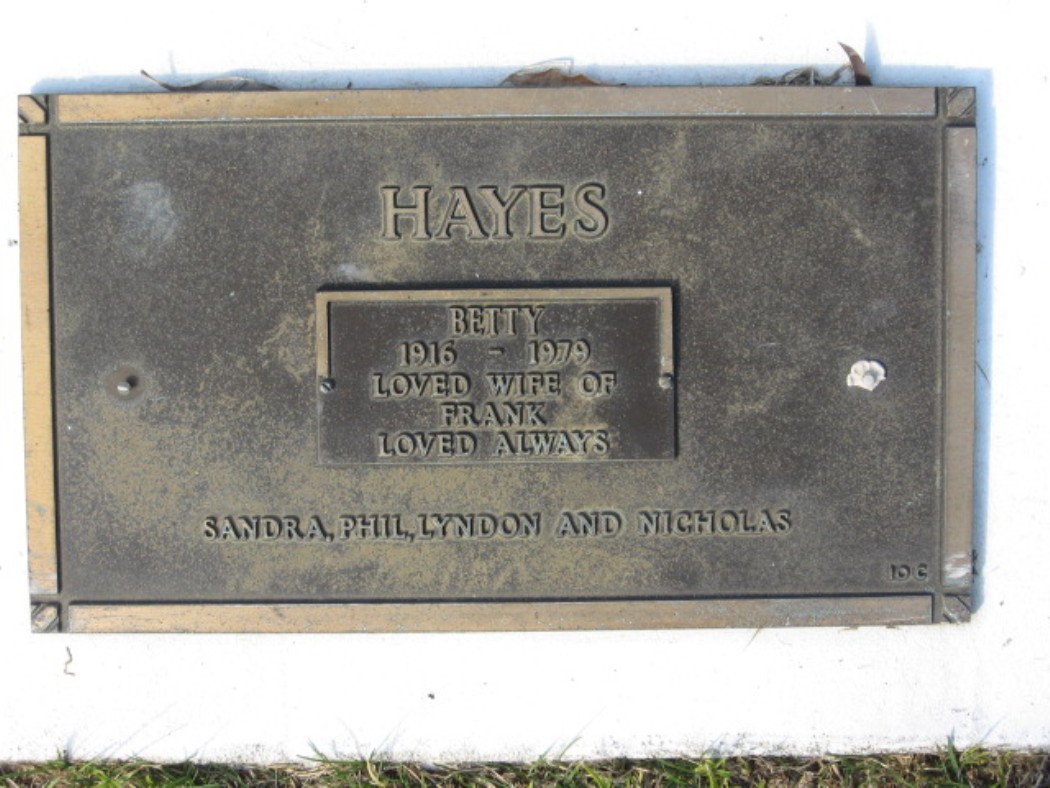 HAYES
BETTY
1916 - 1979
LOVED WIFE OF
FRANK
LOVED ALWAYS
SANDRA, PHIL, LYNDON AND NICHOLAS
10 C